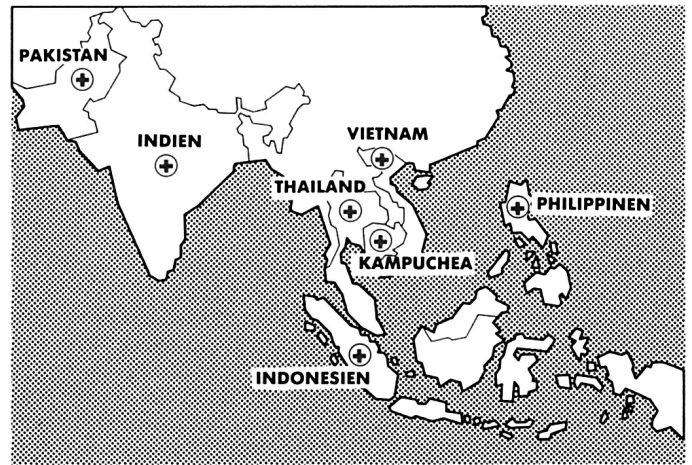 PAKISTAN
INDIEN
VIETNAM
THAILAND
PHILIPPINEN
KAMPUCHEA
INDONESIEN